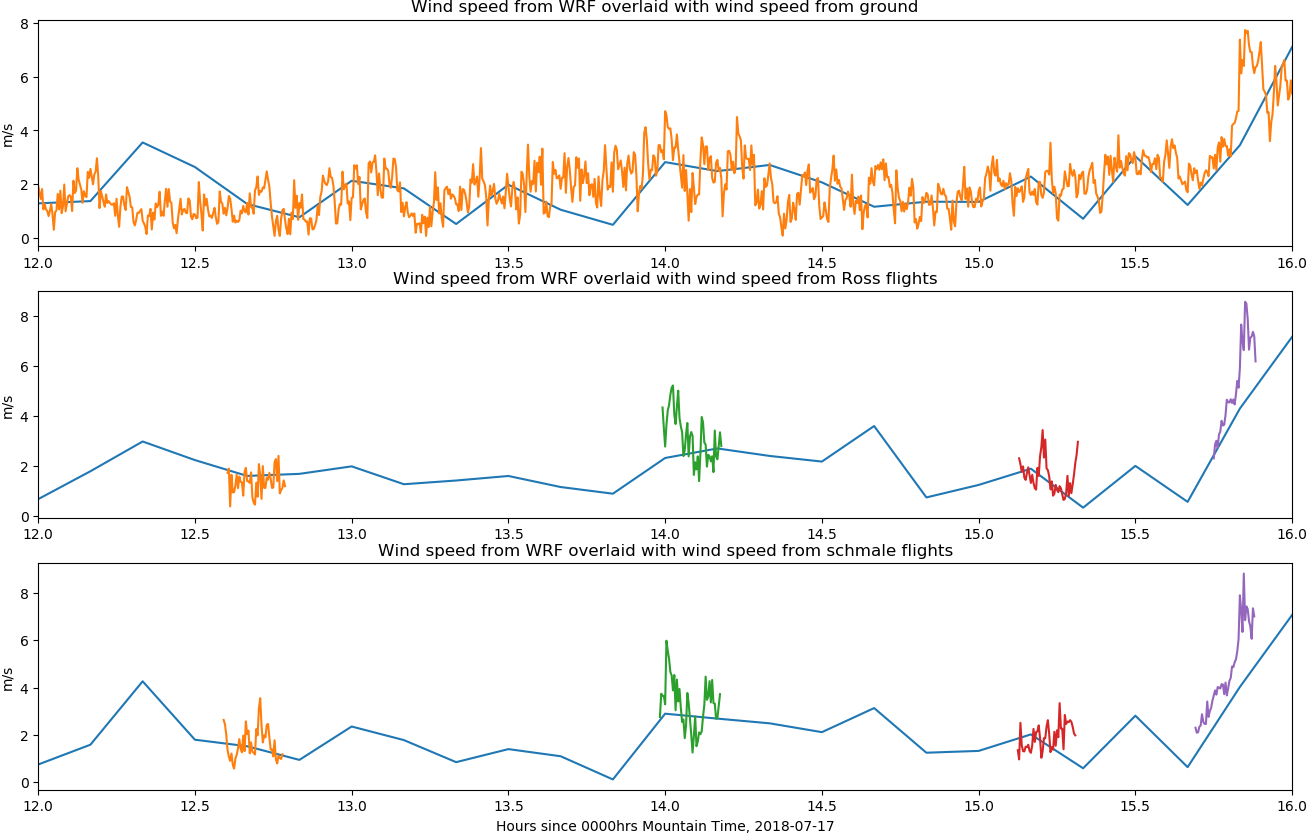 Wind speed from WRF overlaid with wind speed from ground
8
6
4
2
0
m/s
12.0 12.5 13.0 13.5 14.0 14.5 15.0 15.5 16.0
Wind speed from WRF overlaid with wind speed from Ross flights
8
6
4
2
0
m/s
12.0 12.5 13.0 13.5 14.0 14.5 15.0 15.5 16.0
Wind speed from WRF overlaid with wind speed from schmale flights
8
6
4
2
0
m/s
12.0 12.5 13.0 13.5 14.0 14.5 15.0 15.5 16.0
Hours since 0000hrs Mountain Time, 2018-07-17